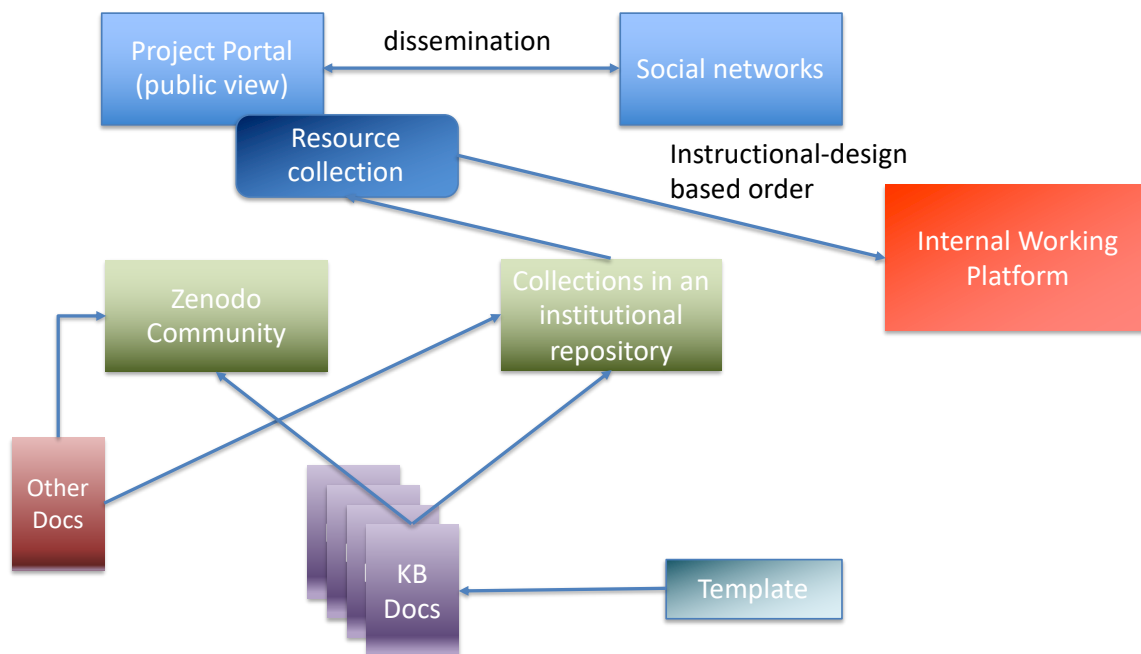 Project Portal
(public view)
dissemination
Social networks
Resource
collection
Instructional-design
based order
Internal Working
Platform
Zenodo
Community
Collections in an
institutional
repository
Other
Docs
KB
Docs
Template